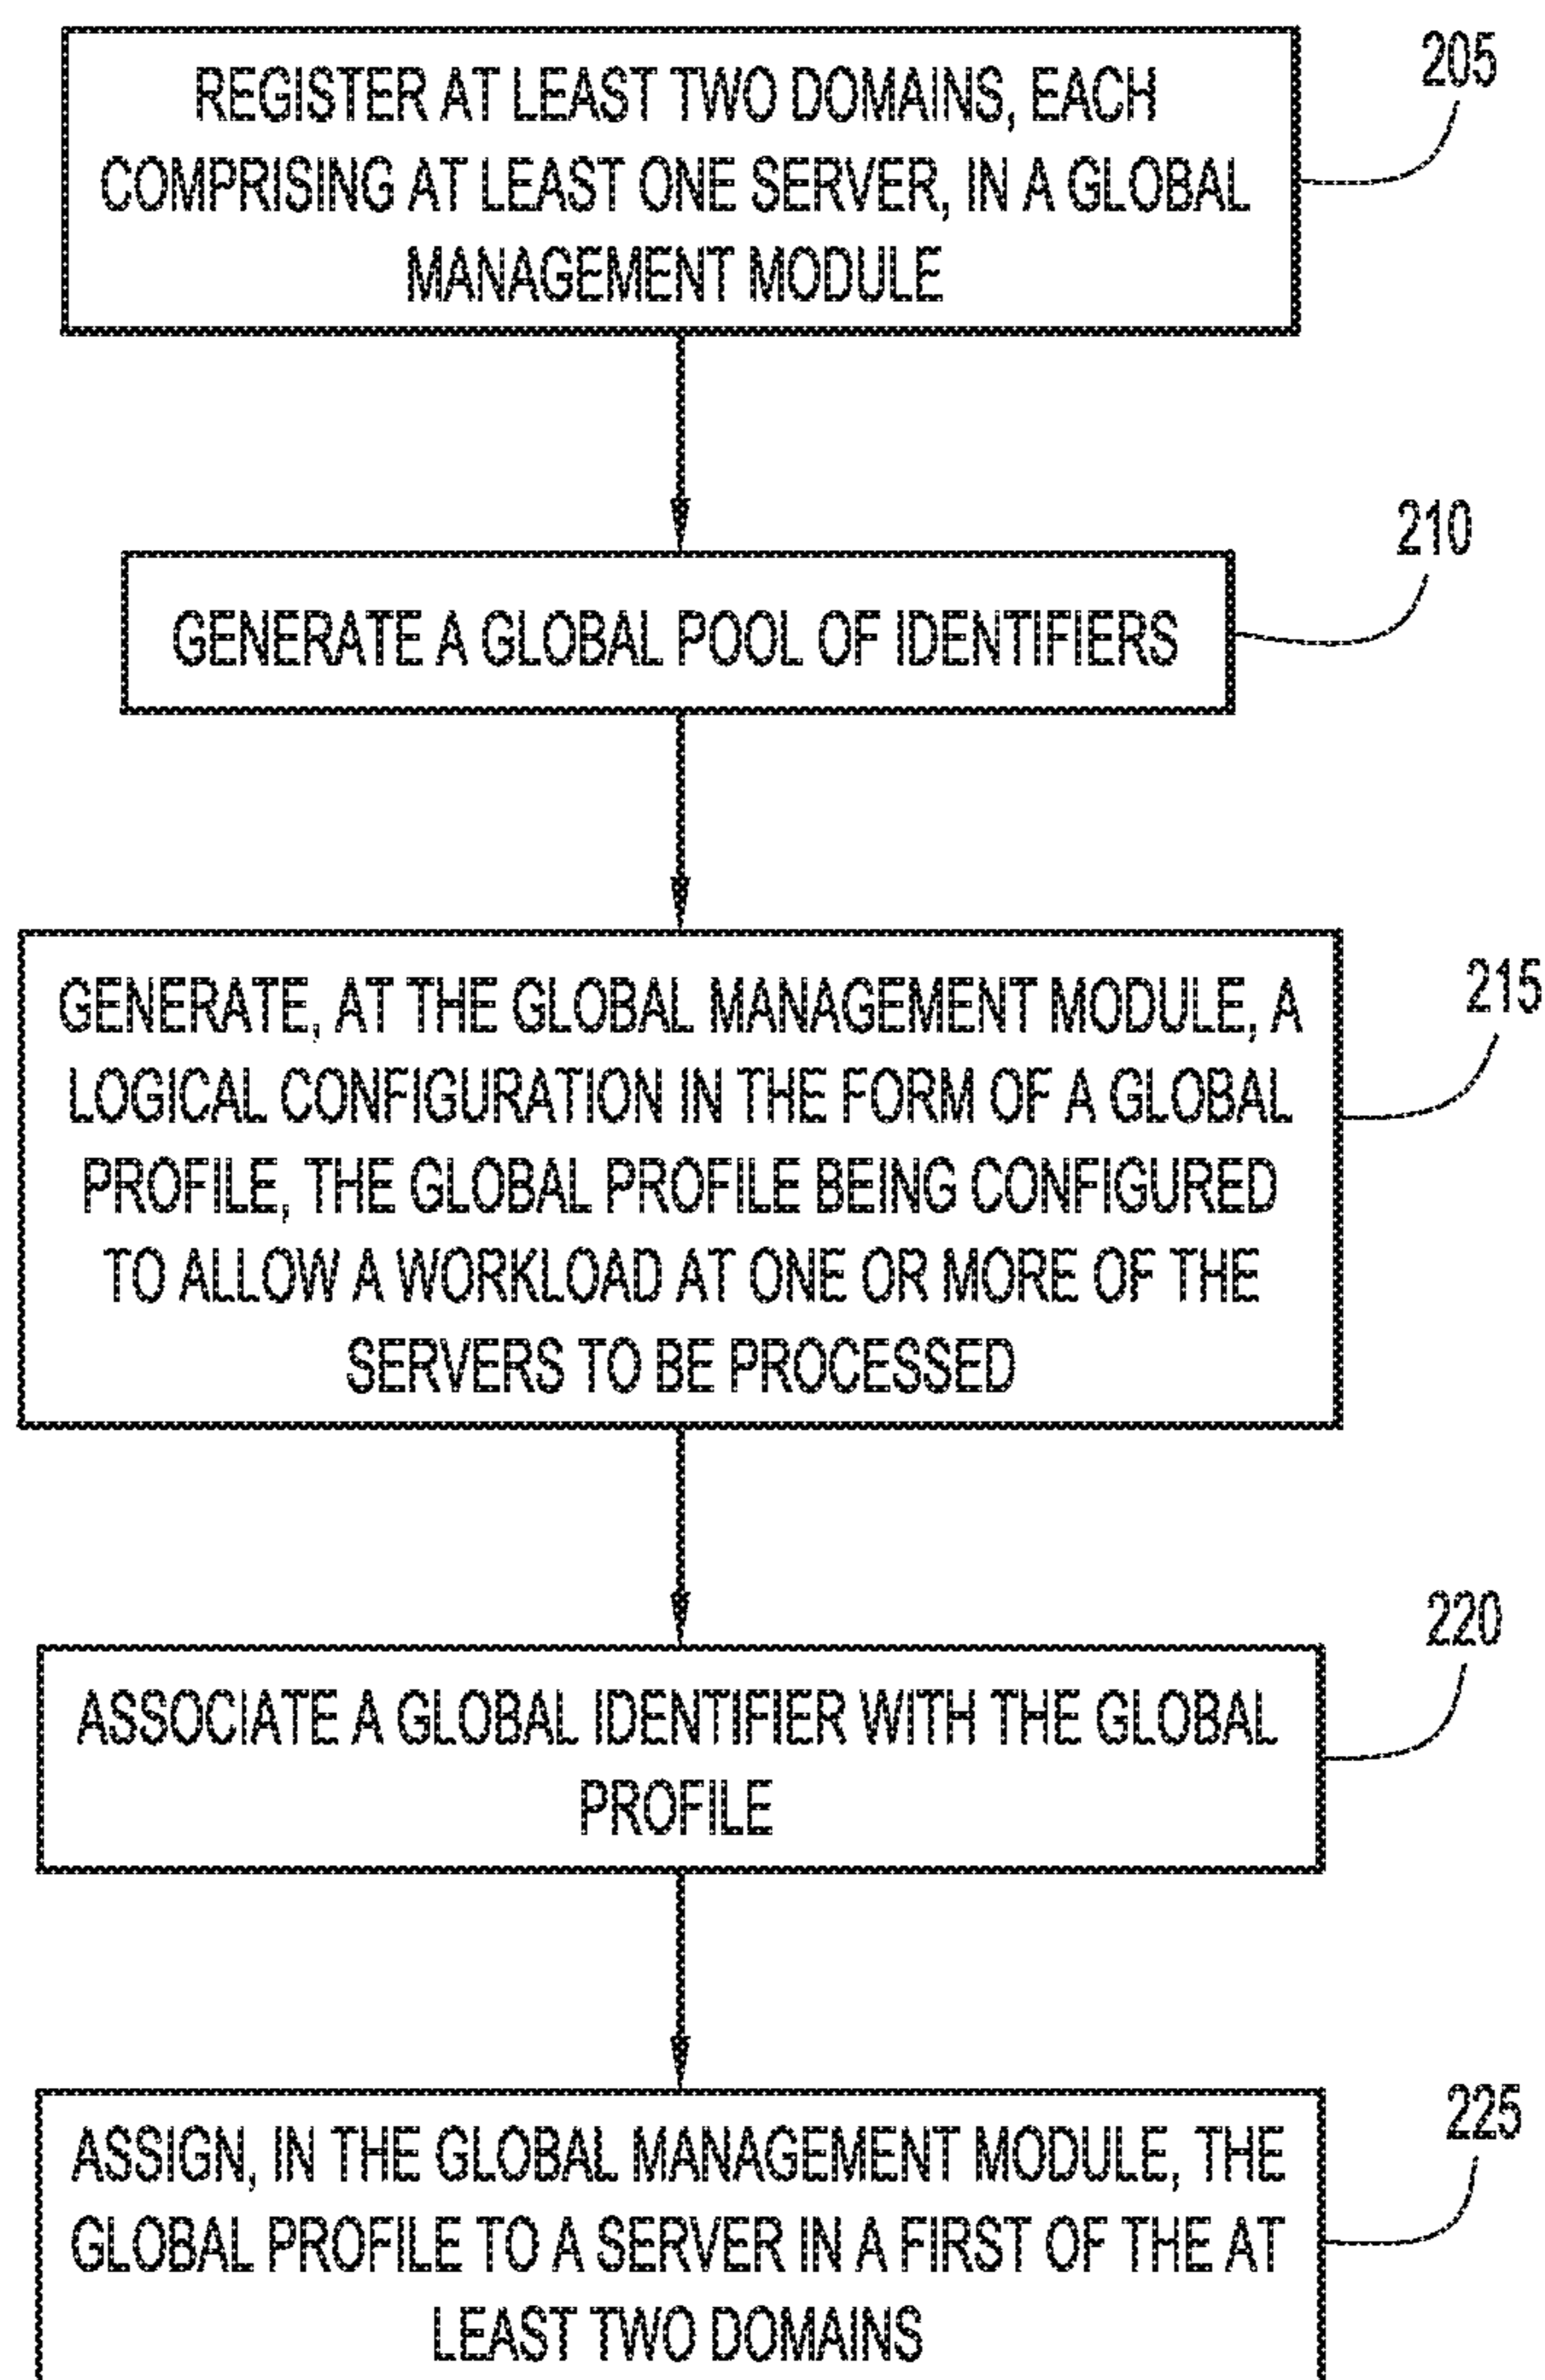 REGISTER AT LEAST TWO DOMAINS, EACH
COMPRISING AT LEAST ONE SERVER, IN A GLOBAL
MANAGEMENT MODULE
205
GENERATE A GLOBAL POOL OF IDENTIFIERS
210
GENERATE, AT THE GLOBAL MANAGEMENT MODULE, A
LOGICAL CONFIGURATION IN THE FORM OF A GLOBAL
PROFILE, THE GLOBAL PROFILE BEING CONFIGURED
TO ALLOW A WORKLOAD AT ONE OR MORE OF THE
SERVERS TO BE PROCESSED
215
ASSOCIATE A GLOBAL IDENTIFIER WITH THE GLOBAL
PROFILE
220
ASSIGN, IN THE GLOBAL MANAGEMENT MODULE, THE
GLOBAL PROFILE TO A SERVER IN A FIRST OF THE AT
LEAST TWO DOMAINS
225